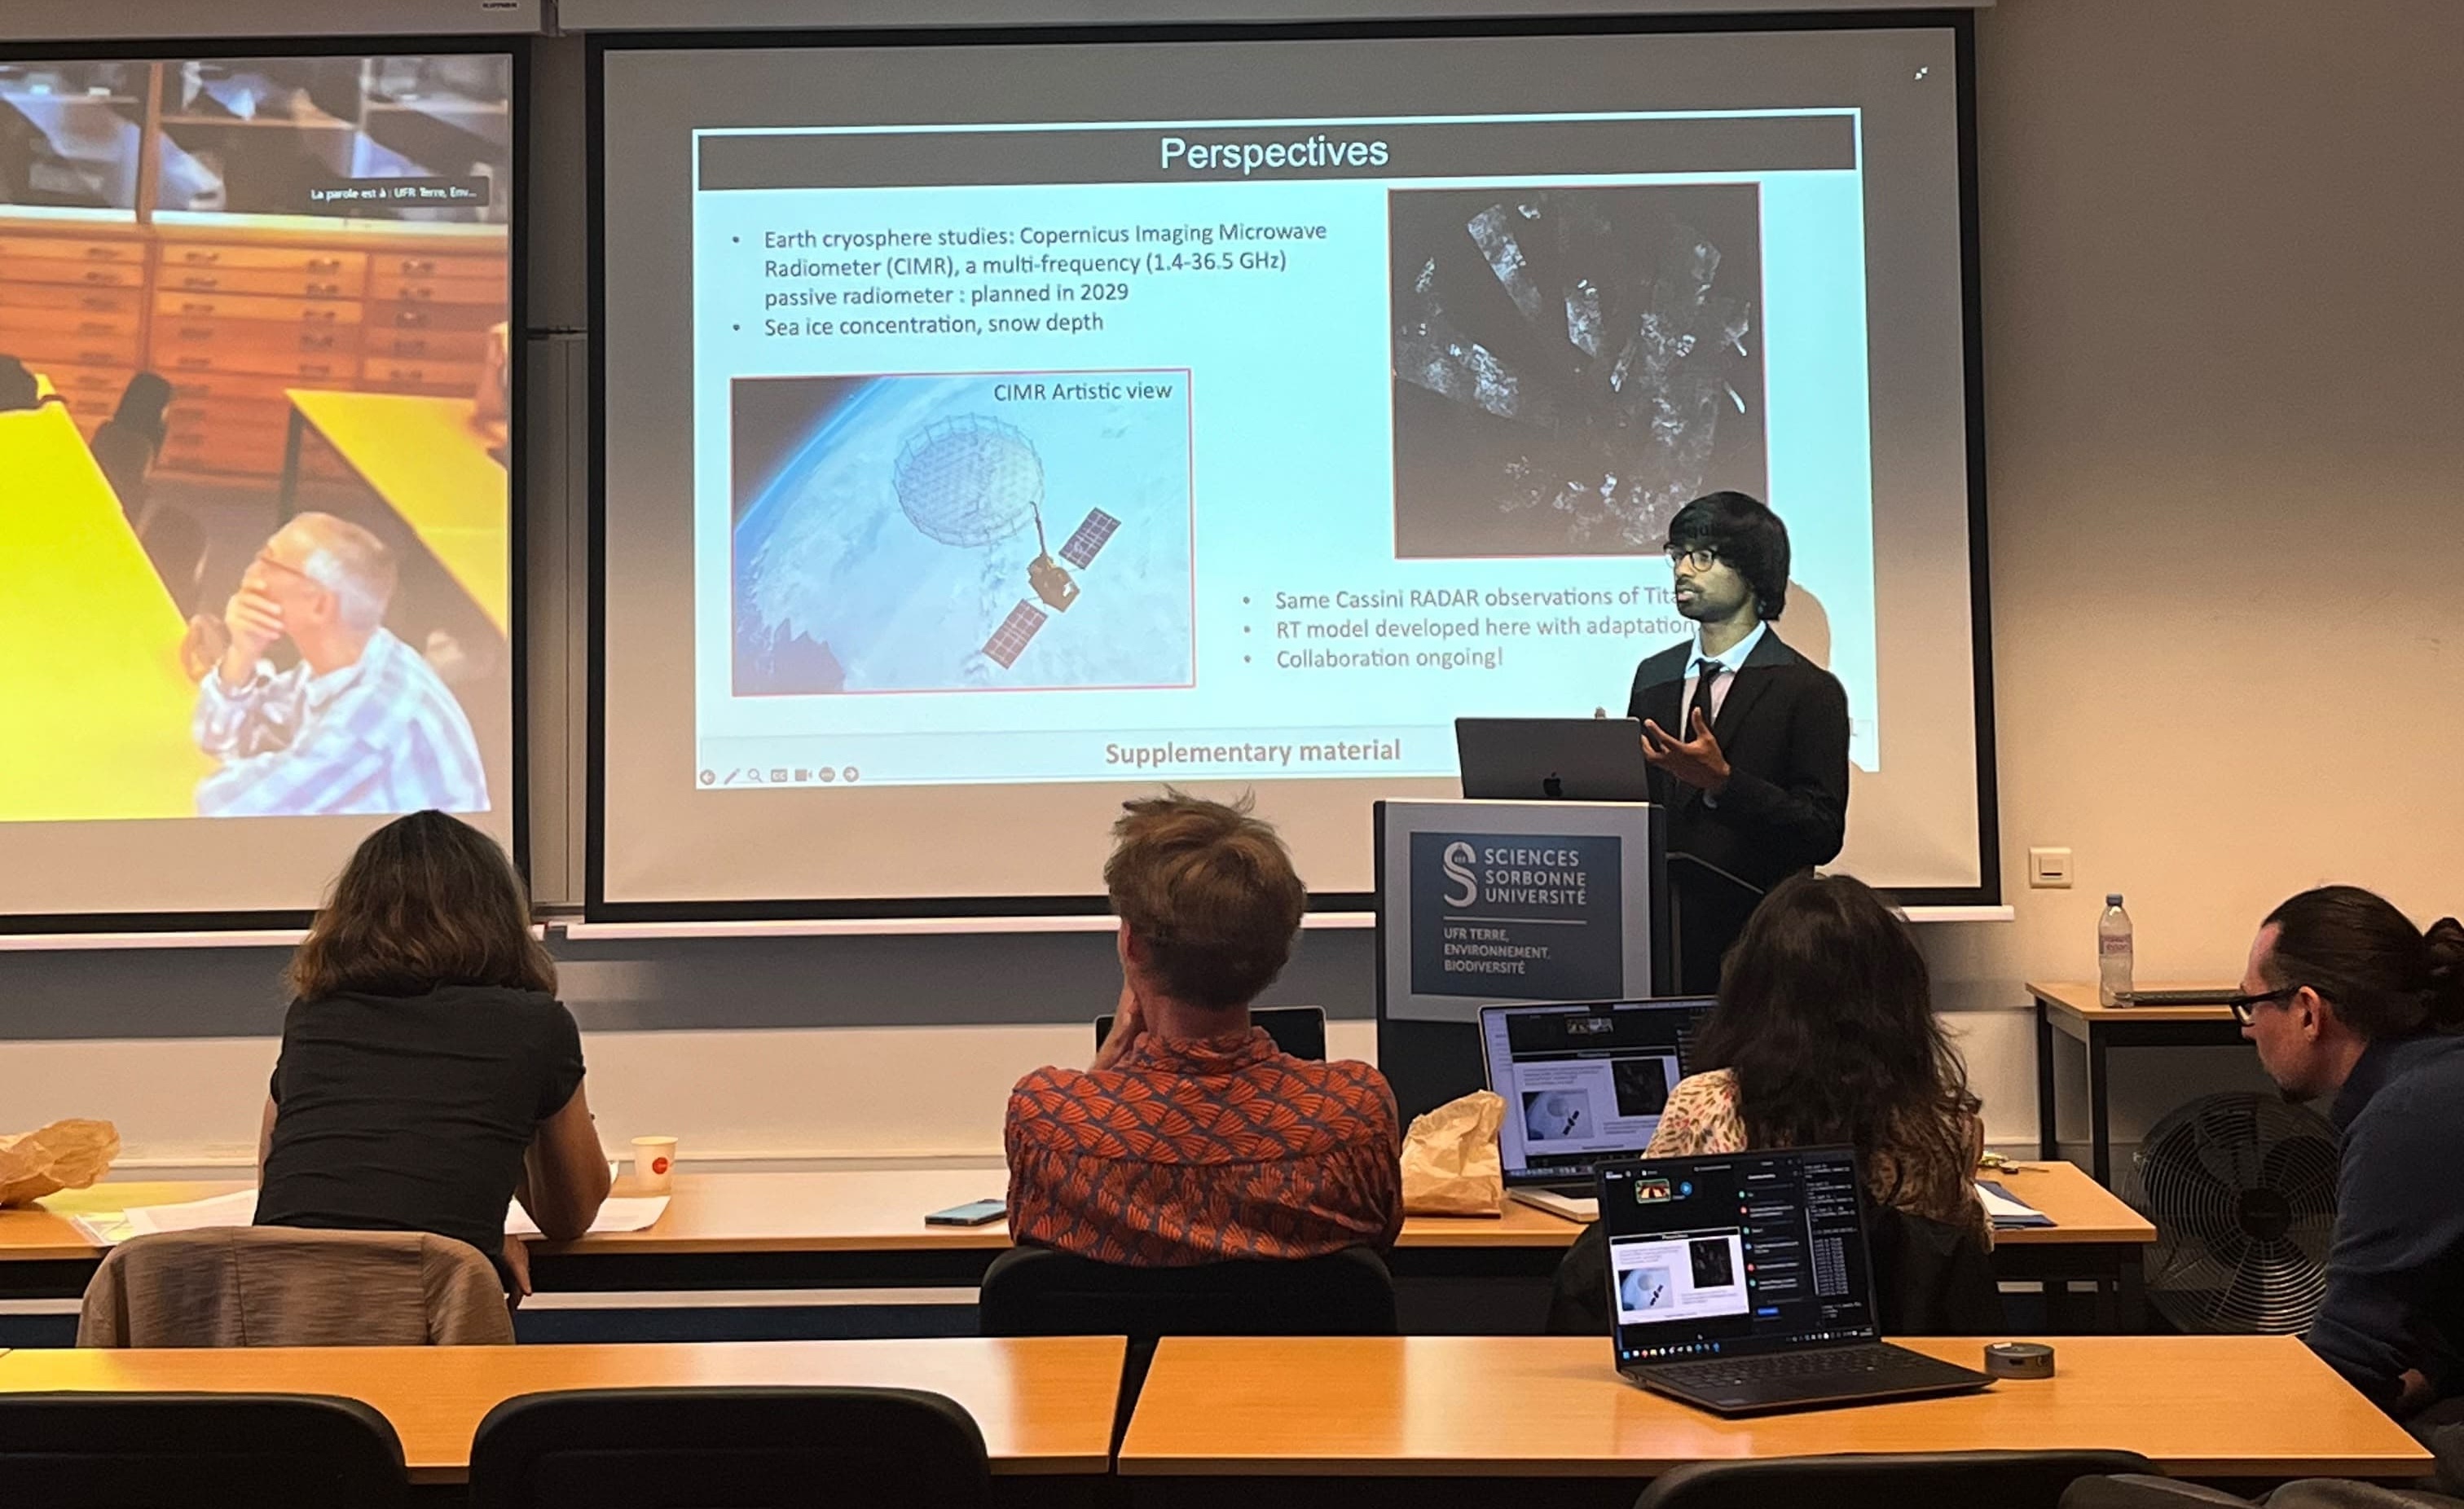 La parole est à : UFR Terre, Env...
Perspectives
• Earth cryosphere studies: Copernicus Imaging Microwave
Radiometer (CIMR), a multi-frequency (1.4-36.5 GHz)
passive radiometer : planned in 2029
• Sea ice concentration, snow depth
CIMR Artistic view
• Same Cassini RADAR observations of Tita
• RT model developed here with adaptation
• Collaboration ongoing!
Supplementary material
SCIENCES
SORBONNE
UNIVERSITÉ
UFR TERRE,
ENVIRONNEMENT,
BIODIVERSITÉ